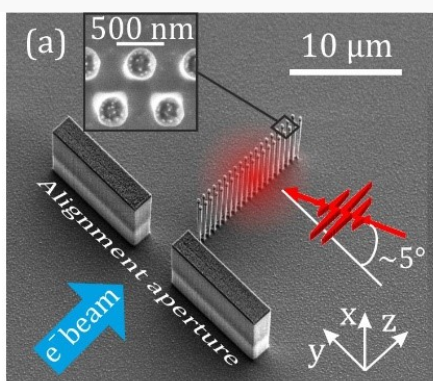 (a)
500 nm
10 μm
Alignment aperture
~5°
e⁻ beam
x
y
z